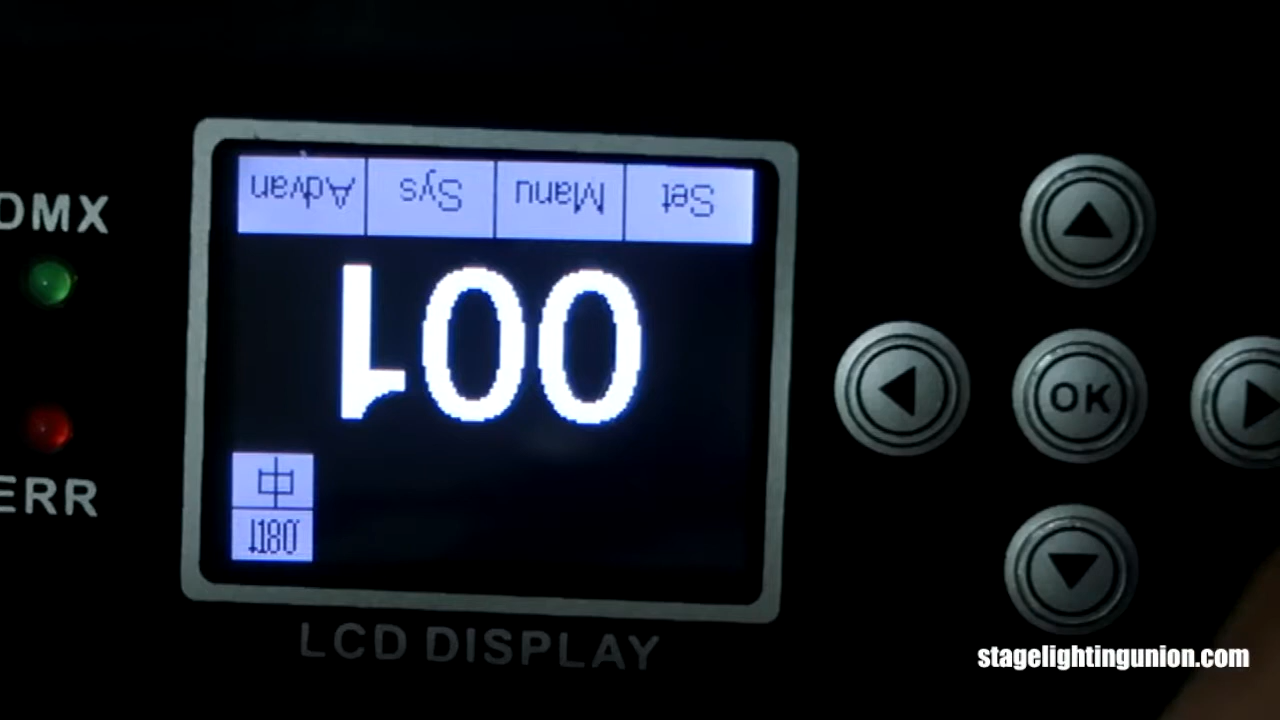 DMX
ERR
Set Manu Sys Advan
001
中
↑180
LCD DISPLAY
OK
stagelightingunion.com